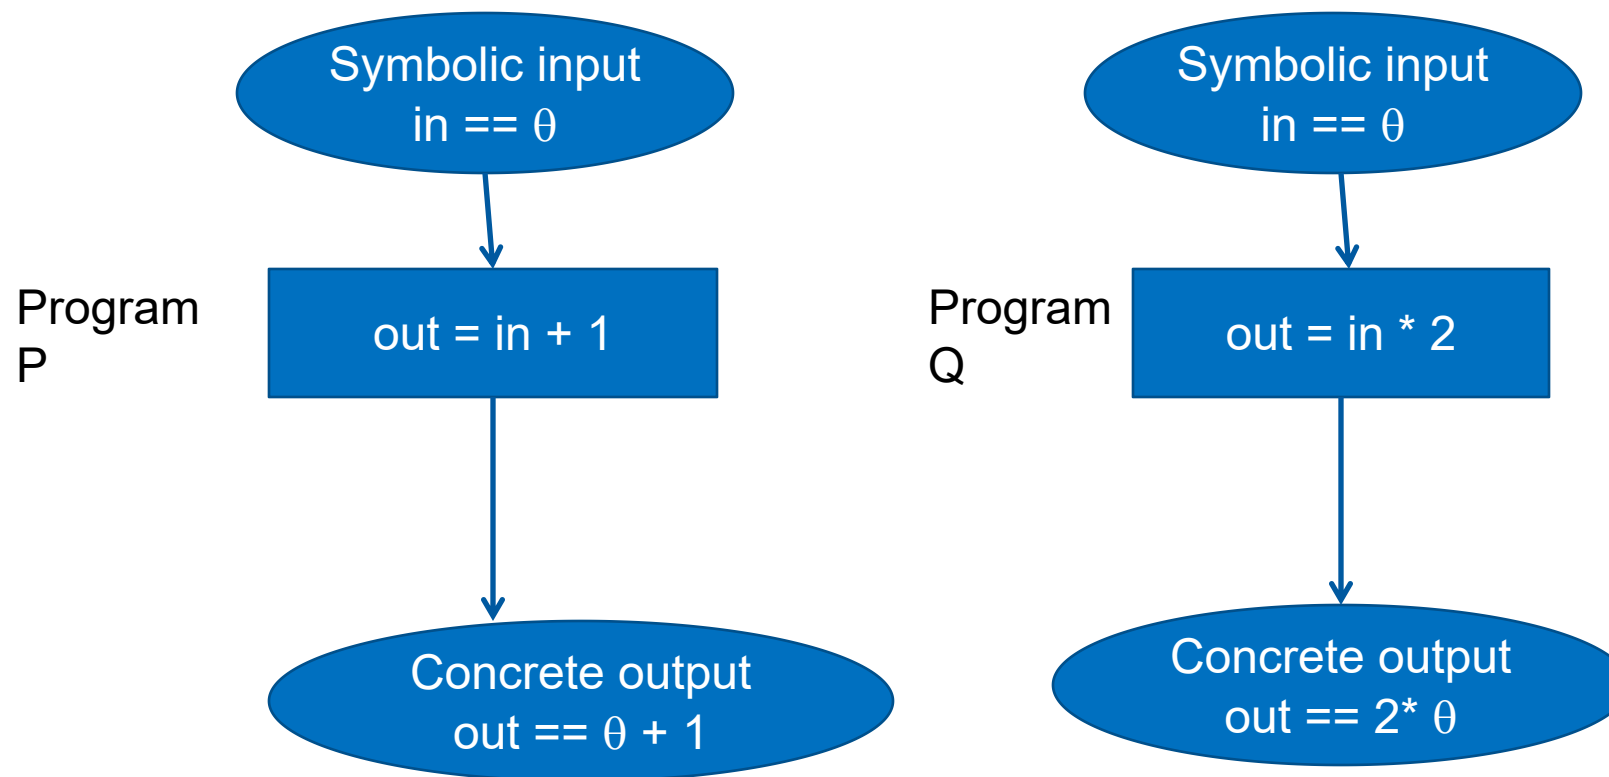 Symbolic input
in == θ
Program
P
out = in + 1
Concrete output
out == θ + 1
Symbolic input
in == θ
Program
Q
out = in * 2
Concrete output
out == 2* θ